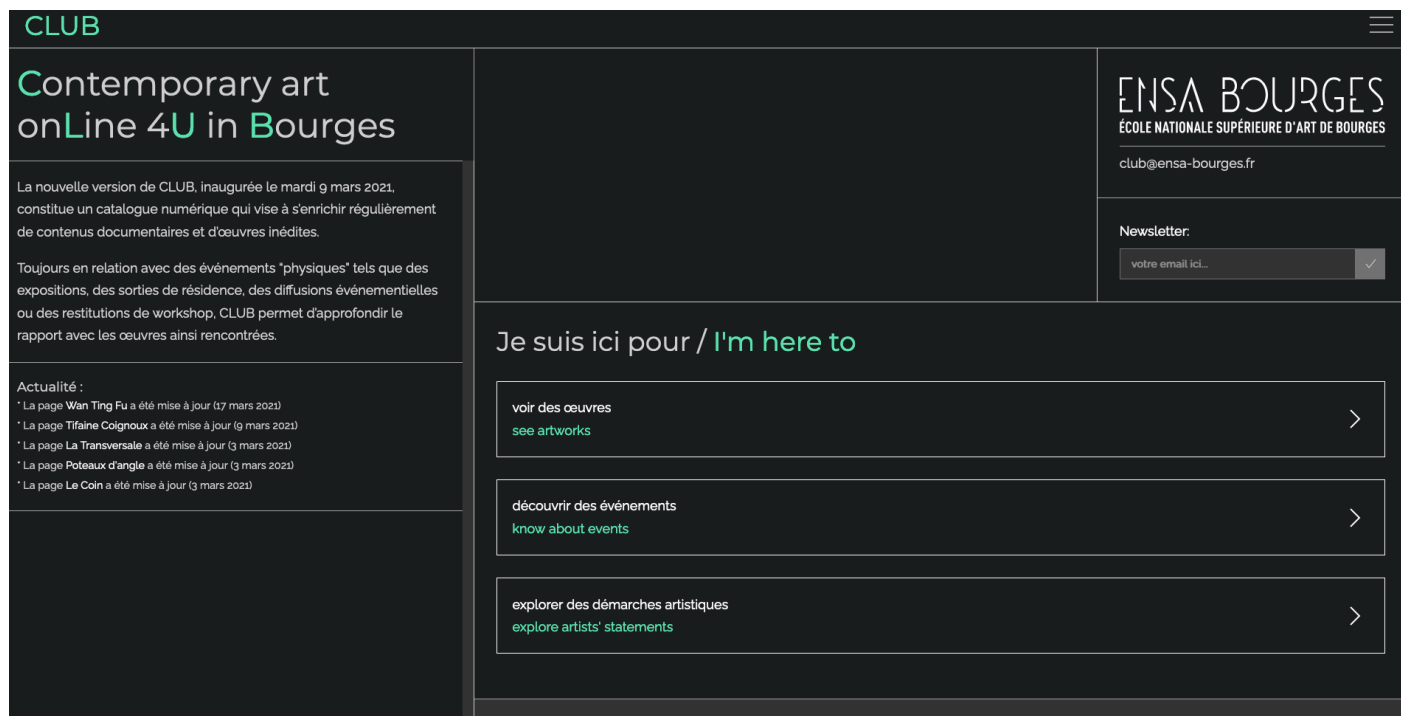 CLUB
Contemporary art
onLine 4U in Bourges
La nouvelle version de CLUB, inaugurée le mardi 9 mars 2021,
constitue un catalogue numérique qui vise à s'enrichir régulièrement
de contenus documentaires et d'œuvres inédites.
Toujours en relation avec des événements "physiques" tels que des
expositions, des sorties de résidence, des diffusions événementielles
ou des restitutions de workshop, CLUB permet d'approfondir le
rapport avec les œuvres ainsi rencontrées.
Actualité :
* La page Wan Ting Fu a été mise à jour (17 mars 2021)
* La page Tifaine Coignoux a été mise à jour (9 mars 2021)
* La page La Transversale a été mise à jour (3 mars 2021)
* La page Poteaux d'angle a été mise à jour (3 mars 2021)
* La page Le Coin a été mise à jour (3 mars 2021)
ENSA BOURGES
ÉCOLE NATIONALE SUPÉRIEURE D'ART DE BOURGES
club@ensa-bourges.fr
Newsletter:
votre email ici...
Je suis ici pour / I'm here to
voir des œuvres
see artworks
découvrir des événements
know about events
explorer des démarches artistiques
explore artists' statements